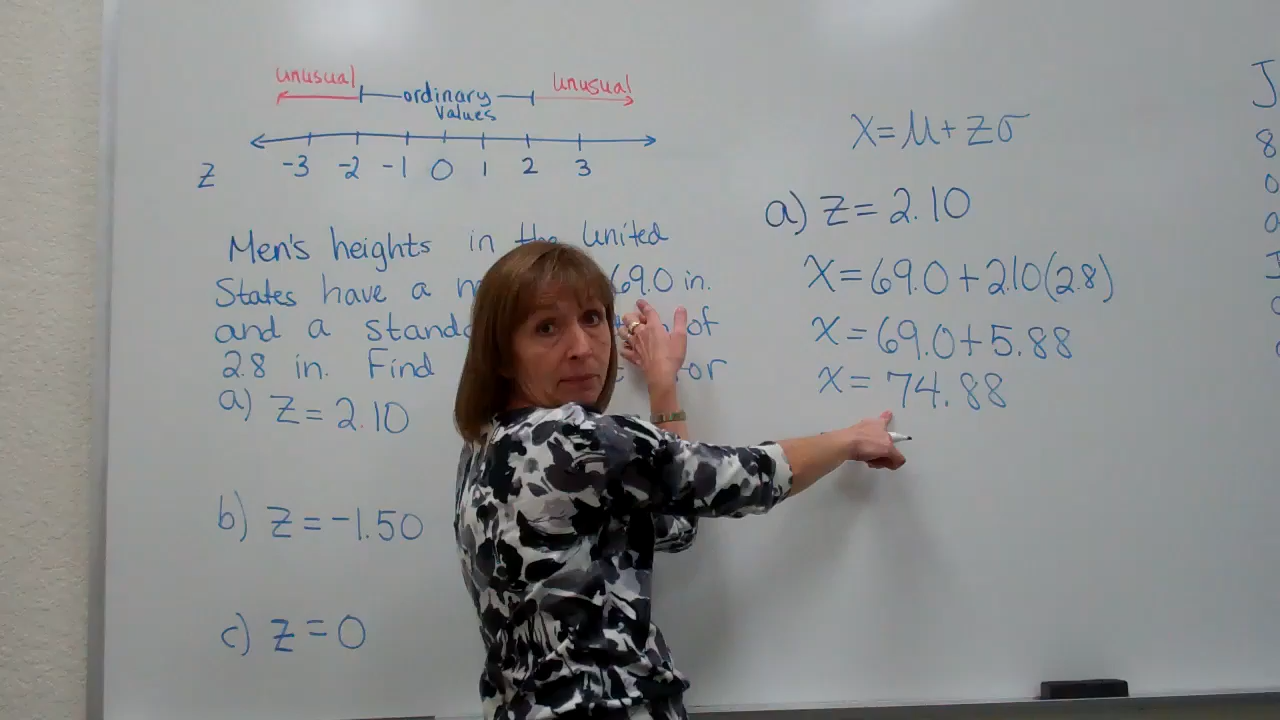 unusual ordinary values unusual
-3 -2 -1 0 1 2 3
z
Men's heights in the United
States have a 69.0 in.
and a of
2.8 in. Find for
a) z = 2.10
b) z = -1.50
c) z = 0
x = μ + zσ
a) z = 2.10
x = 69.0 + 2.10(2.8)
x = 69.0 + 5.88
x = 74.88
J
8